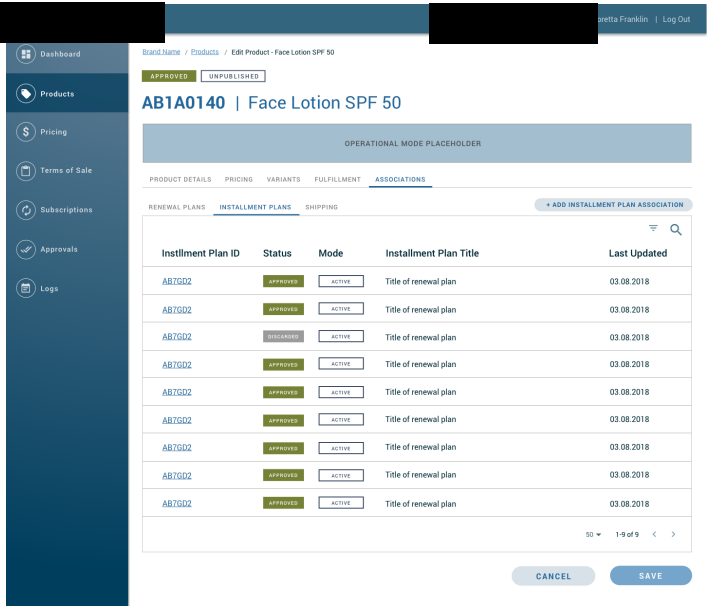 oretta Franklin | Log Out
Dashboard
Products
Pricing
Terms of Sale
Subscriptions
Approvals
Logs
Brand Name / Products / Edit Product - Face Lotion SPF 50
APPROVED UNPUBLISHED
AB1A0140 | Face Lotion SPF 50
OPERATIONAL MODE PLACEHOLDER
PRODUCT DETAILS PRICING VARIANTS FULFILLMENT ASSOCIATIONS
RENEWAL PLANS INSTALLMENT PLANS SHIPPING + ADD INSTALLMENT PLAN ASSOCIATION
Instllment Plan ID Status Mode Installment Plan Title Last Updated
AB7GD2 APPROVED ACTIVE Title of renewal plan 03.08.2018
AB7GD2 APPROVED ACTIVE Title of renewal plan 03.08.2018
AB7GD2 DISCARDED ACTIVE Title of renewal plan 03.08.2018
AB7GD2 APPROVED ACTIVE Title of renewal plan 03.08.2018
AB7GD2 APPROVED ACTIVE Title of renewal plan 03.08.2018
AB7GD2 APPROVED ACTIVE Title of renewal plan 03.08.2018
AB7GD2 APPROVED ACTIVE Title of renewal plan 03.08.2018
AB7GD2 APPROVED ACTIVE Title of renewal plan 03.08.2018
AB7GD2 APPROVED ACTIVE Title of renewal plan 03.08.2018
50 1-9 of 9 < >
CANCEL SAVE